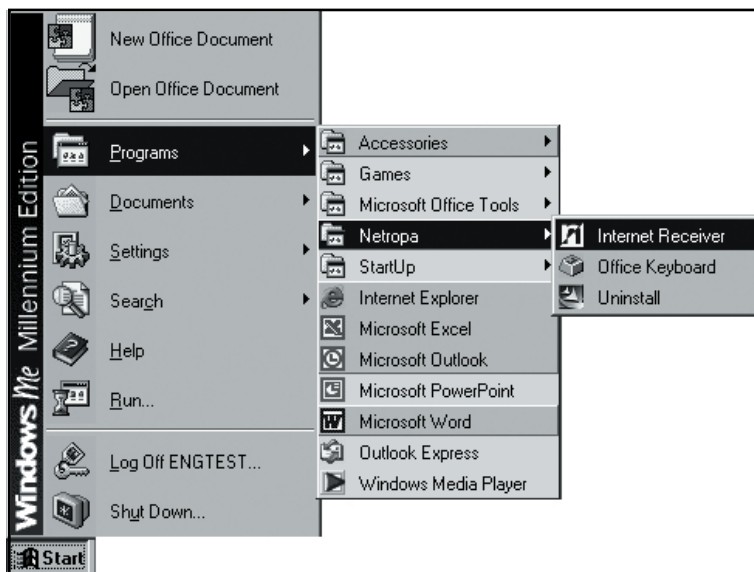 New Office Document
Open Office Document
Programs
Documents
Settings
Search
Help
Run...
Log Off ENGTEST...
Shut Down...
Windows Me Millennium Edition
Start
Accessories
Games
Microsoft Office Tools
Netropa
StartUp
Internet Explorer
Microsoft Excel
Microsoft Outlook
Microsoft PowerPoint
Microsoft Word
Outlook Express
Windows Media Player
Internet Receiver
Office Keyboard
Uninstall